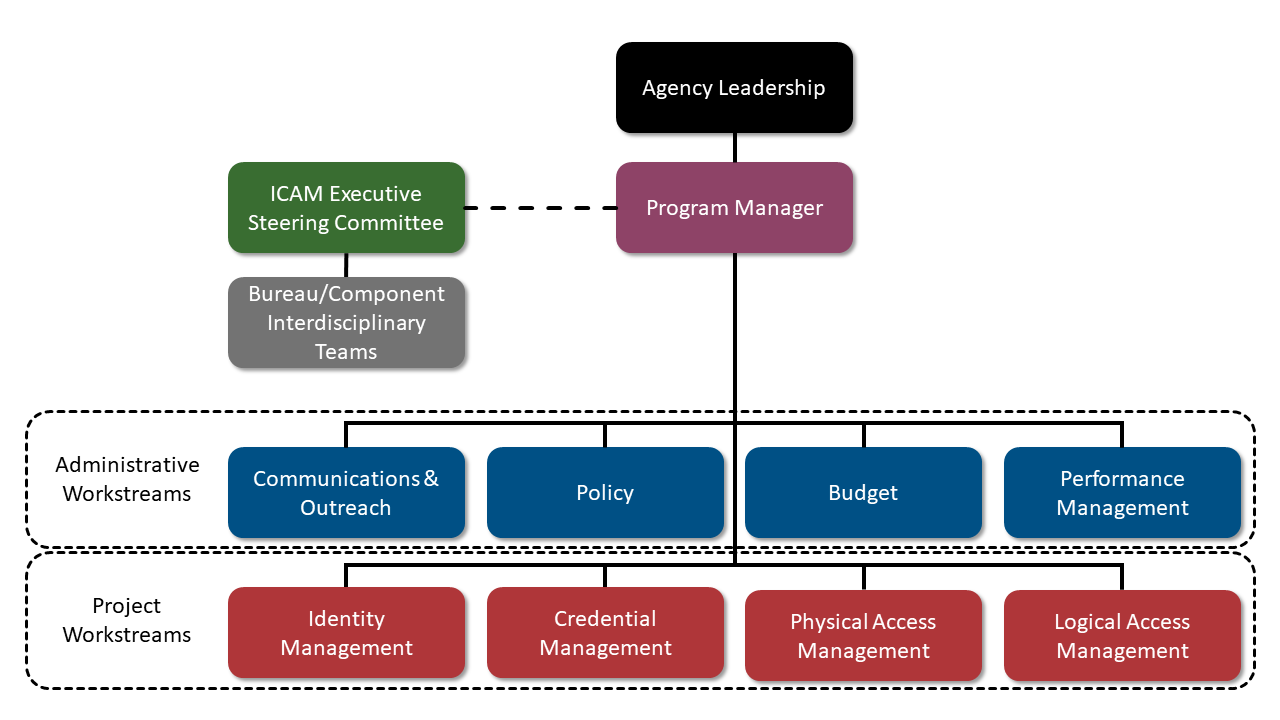 Agency Leadership
ICAM Executive
Steering Committee
Program Manager
Bureau/Component
Interdisciplinary
Teams
Administrative
Workstreams
Communications & 
Outreach
Policy
Budget
Performance
Management
Project
Workstreams
Identity
Management
Credential
Management
Physical Access
Management
Logical Access
Management